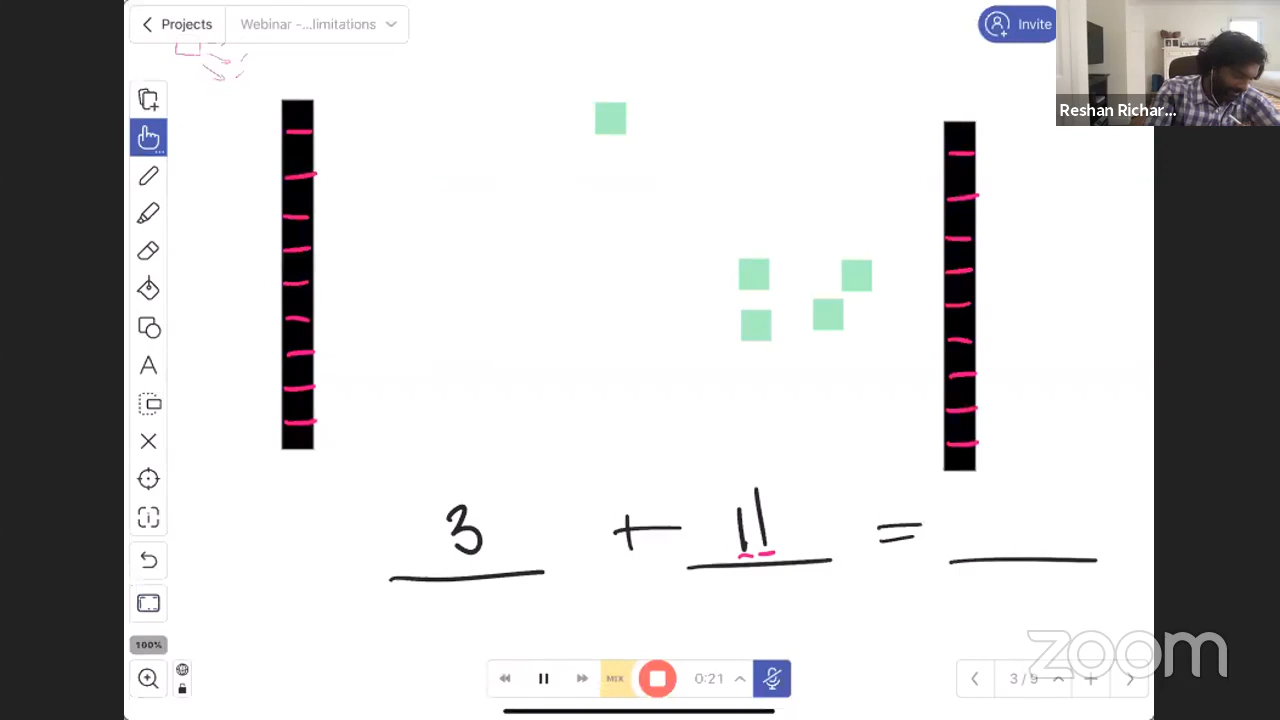 Projects
Webinar -...limitations
Invite
Reshan Richar...
A
3 + 11 =
100%
MIX
0:21
3 / 9
zoom